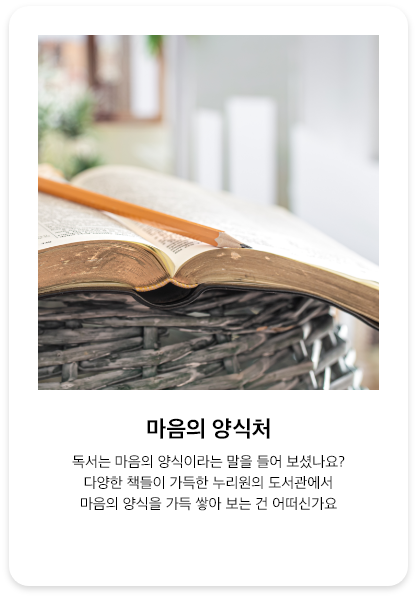 마음의 양식처
독서는 마음의 양식이라는 말을 들어 보셨나요?
다양한 책들이 가득한 누리원의 도서관에서
마음의 양식을 가득 쌓아 보는 건 어떠신가요